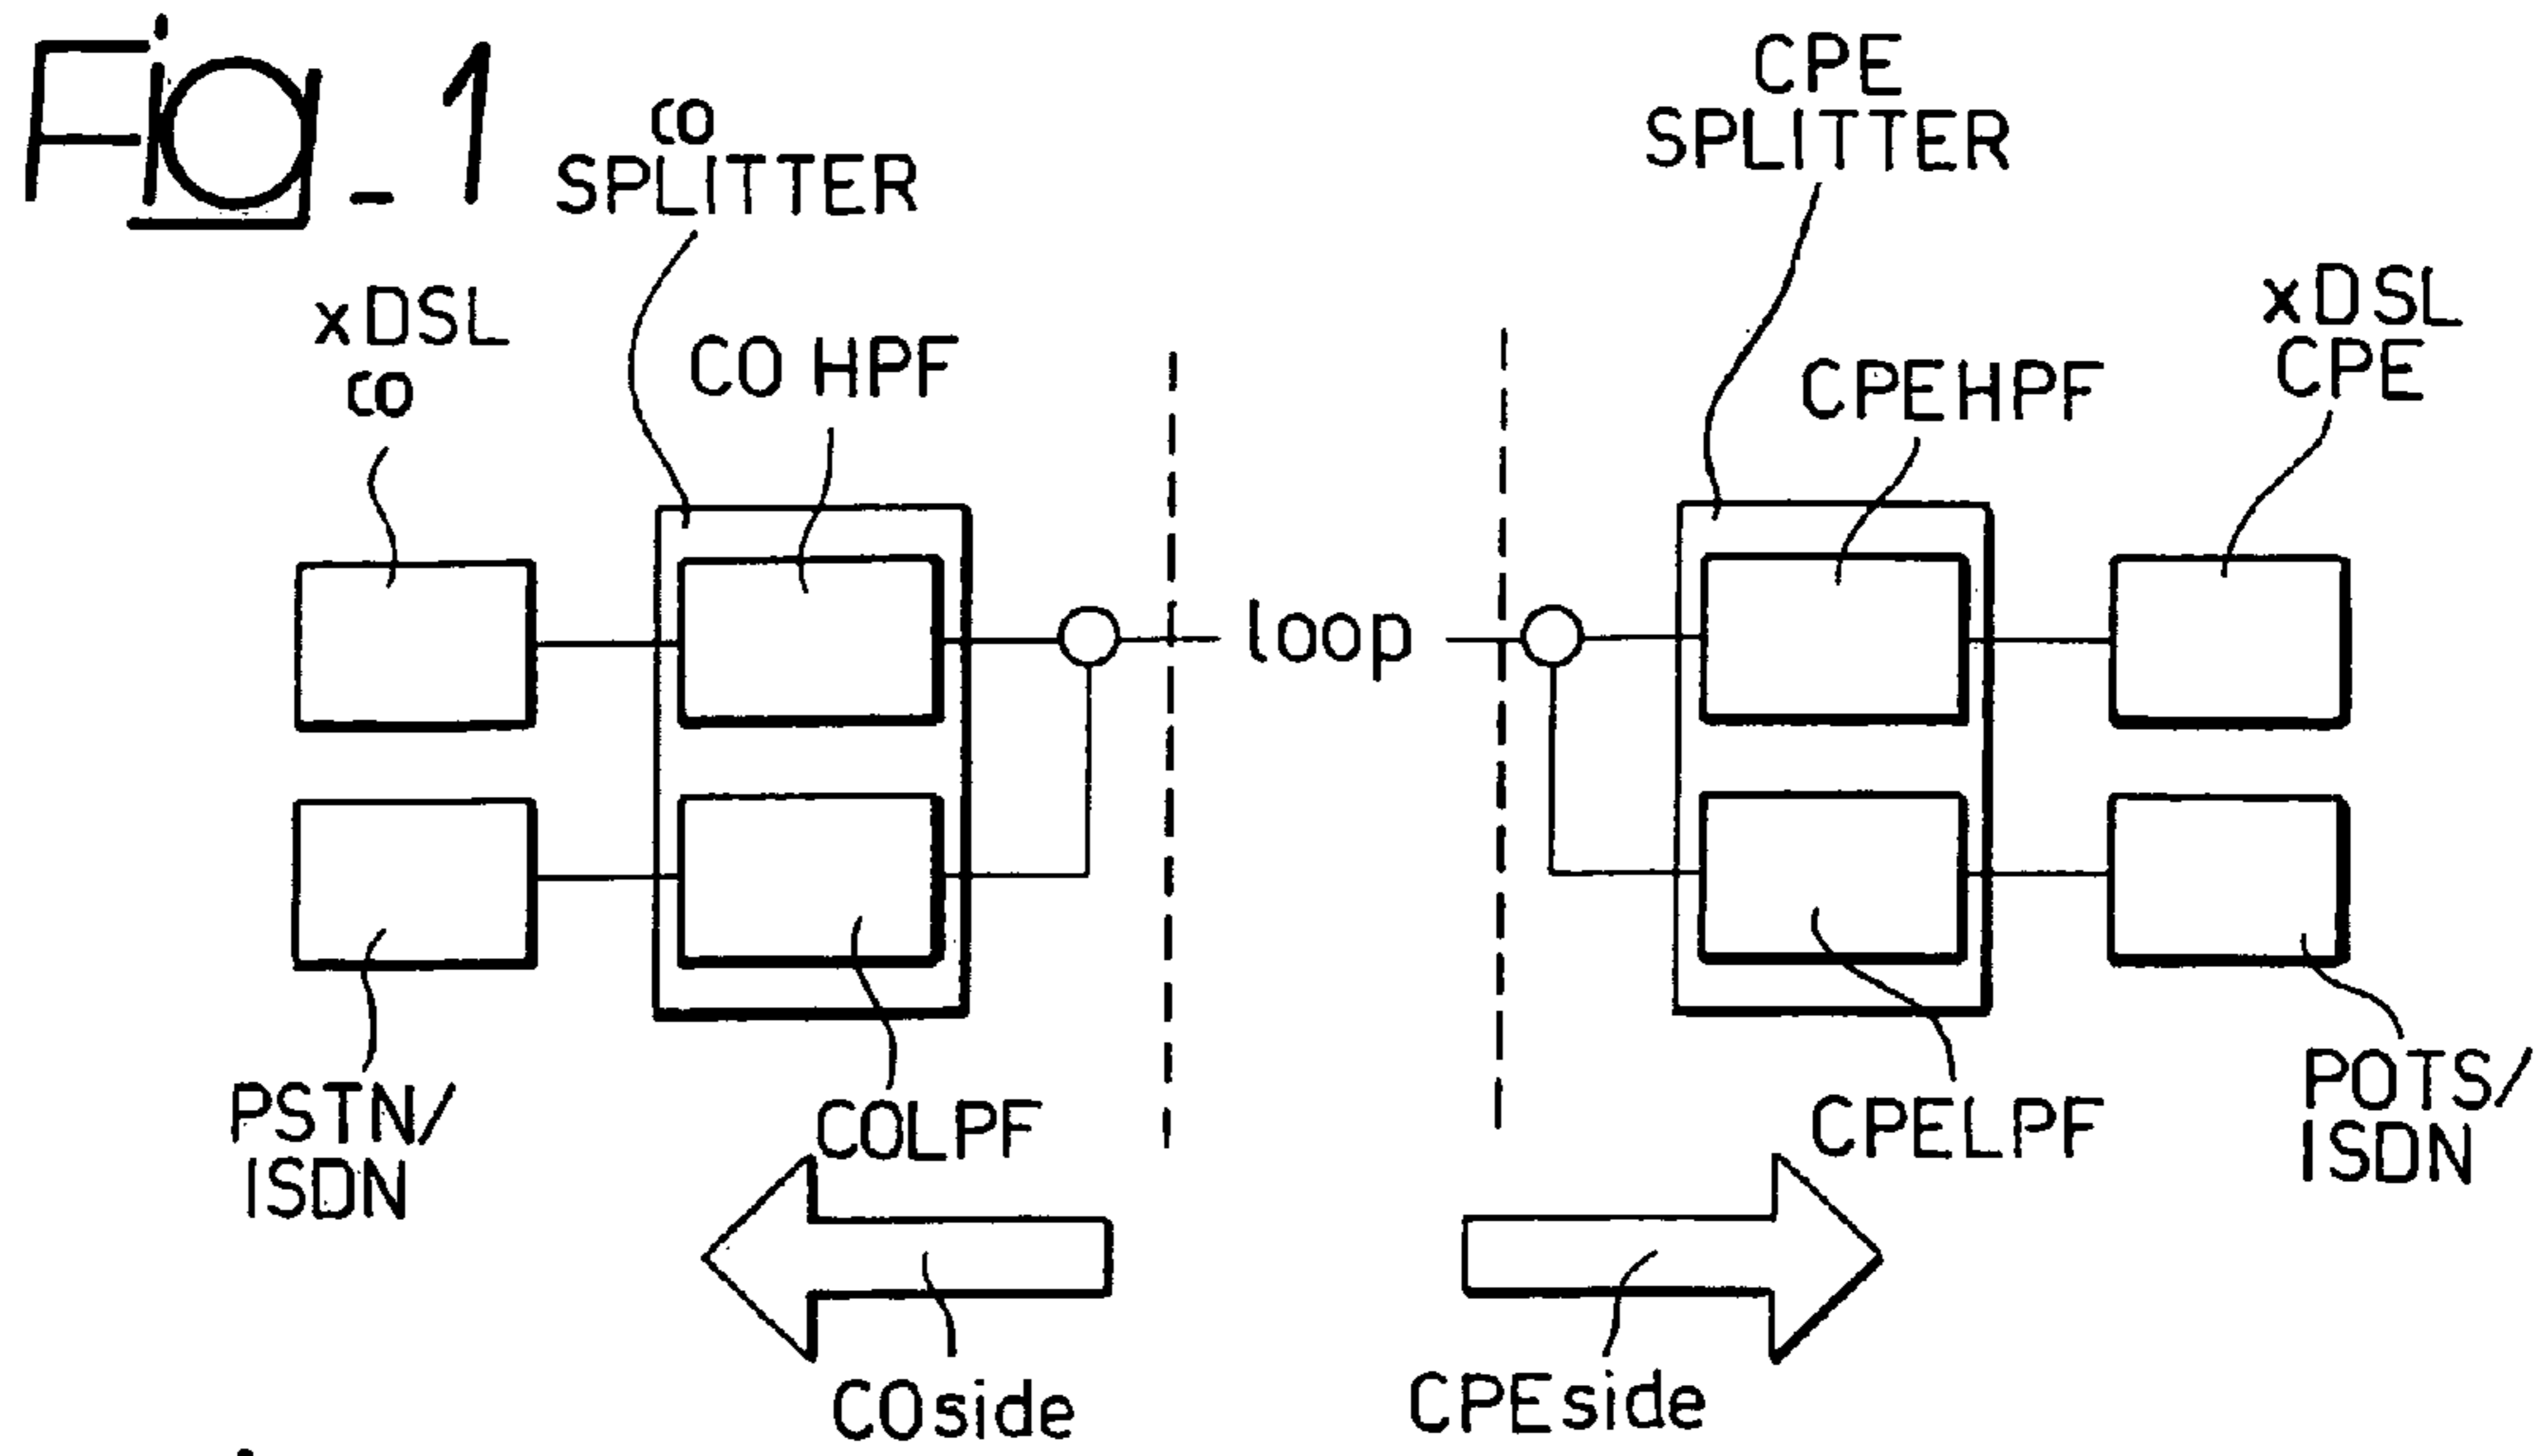 Fig_1
co
SPLITTER
CPE
SPLITTER
xDSL
co
CO HPF
CPEHPF
xDSL
CPE
loop
PSTN/
ISDN
COLPF
CPELPF
POTS/
ISDN
COside
CPEside